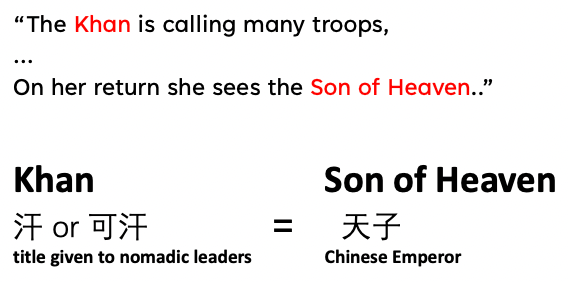 “The Khan is calling many troops,
...
On her return she sees the Son of Heaven..”
Khan
Son of Heaven
汗 or 可汗 = 天子
title given to nomadic leaders
Chinese Emperor